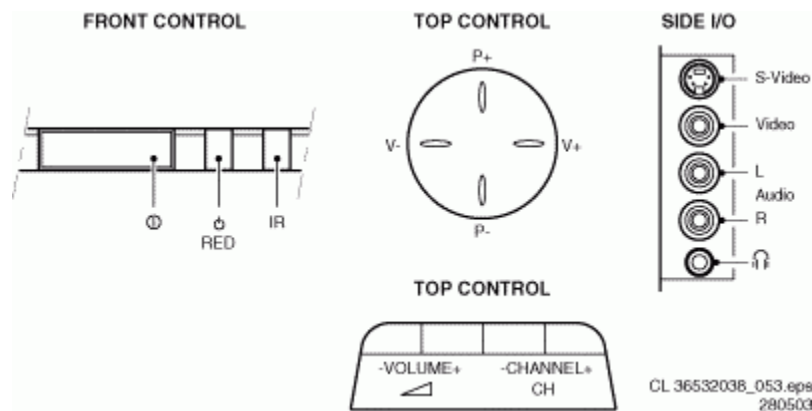 FRONT CONTROL
TOP CONTROL
SIDE I/O
P+
V-
V+
P-
RED
IR
S-Video
Video
L
Audio
R
TOP CONTROL
-VOLUME+
-CHANNEL+
CH
CL 36532038_053.eps
280503